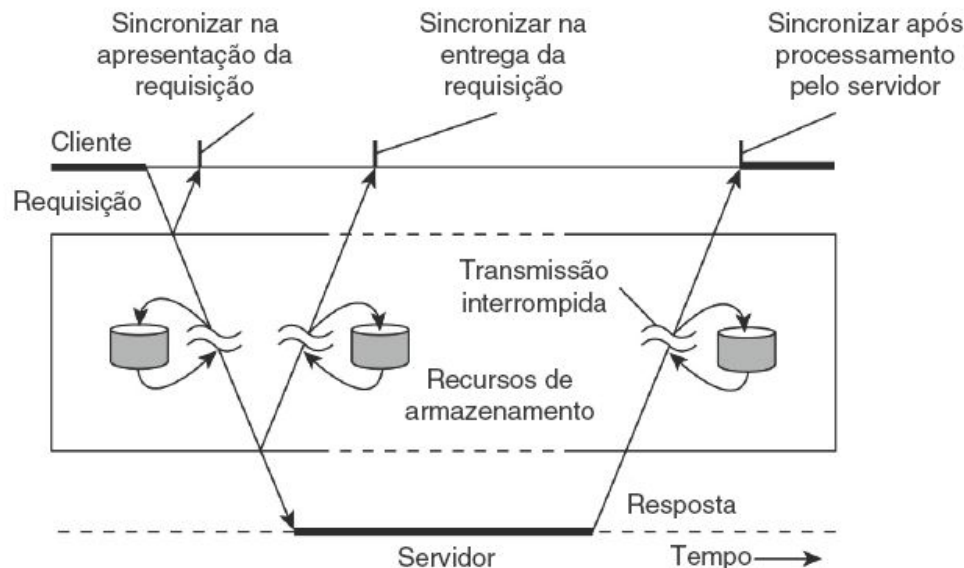 Sincronizar na
apresentação da
requisição
Sincronizar na
entrega da
requisição
Sincronizar após
processamento
pelo servidor
Cliente
Requisição
Transmissão
interrompida
Recursos de
armazenamento
Resposta
Servidor
Tempo